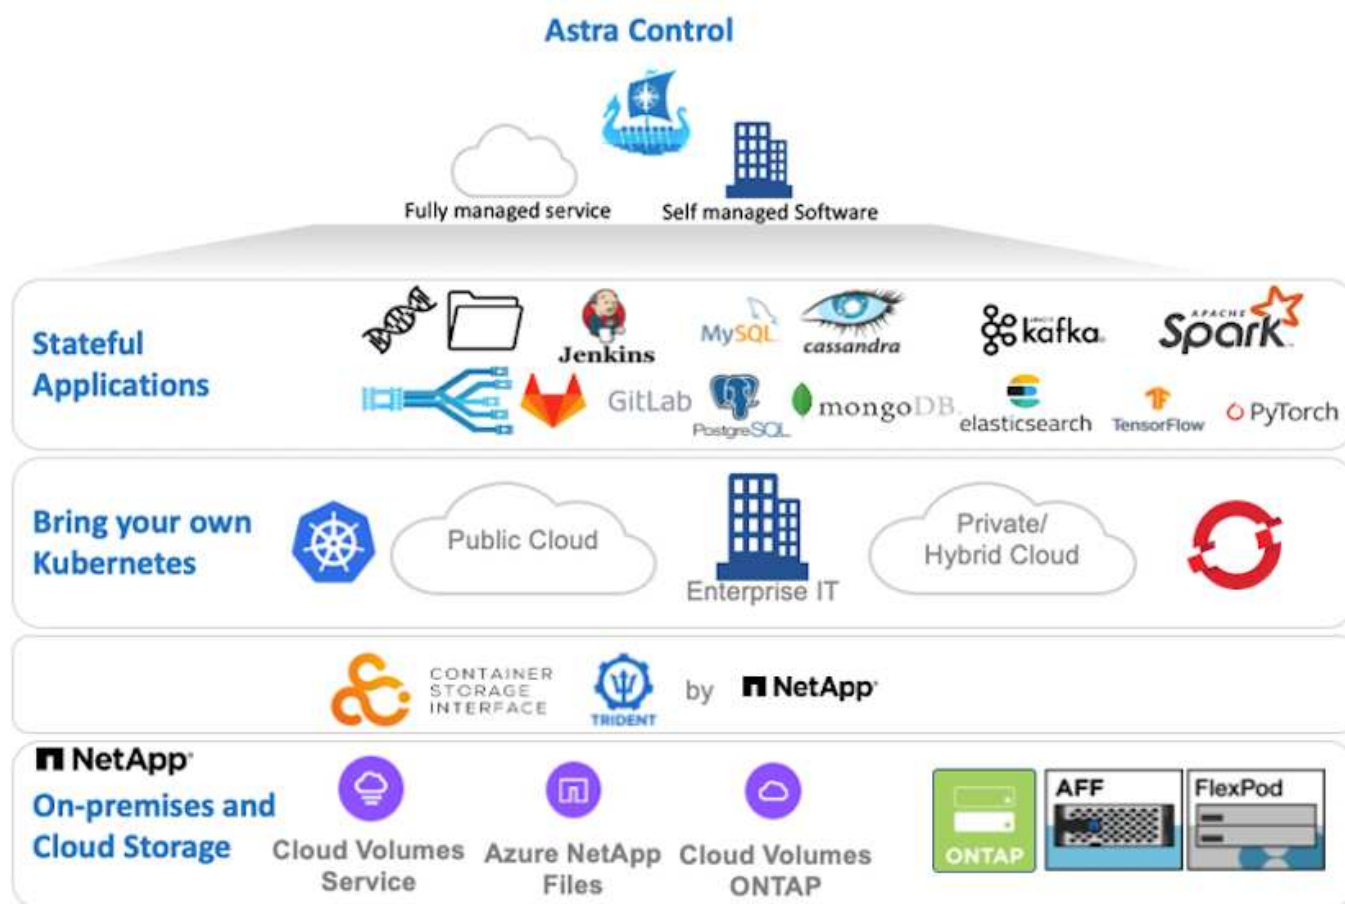 Astra Control
Fully managed service
Self managed Software
Stateful
Applications
Jenkins
MySQL
cassandra
kafka
APACHE
Spark
GitLab
PostgreSQL
mongoDB
elasticsearch
TensorFlow
PyTorch
Bring your own
Kubernetes
Public Cloud
Enterprise IT
Private/
Hybrid Cloud
CONTAINER
STORAGE
INTERFACE
TRIDENT
by
NetApp
NetApp
On-premises and
Cloud Storage
Cloud Volumes
Service
Azure NetApp
Files
Cloud Volumes
ONTAP
ONTAP
AFF
FlexPod